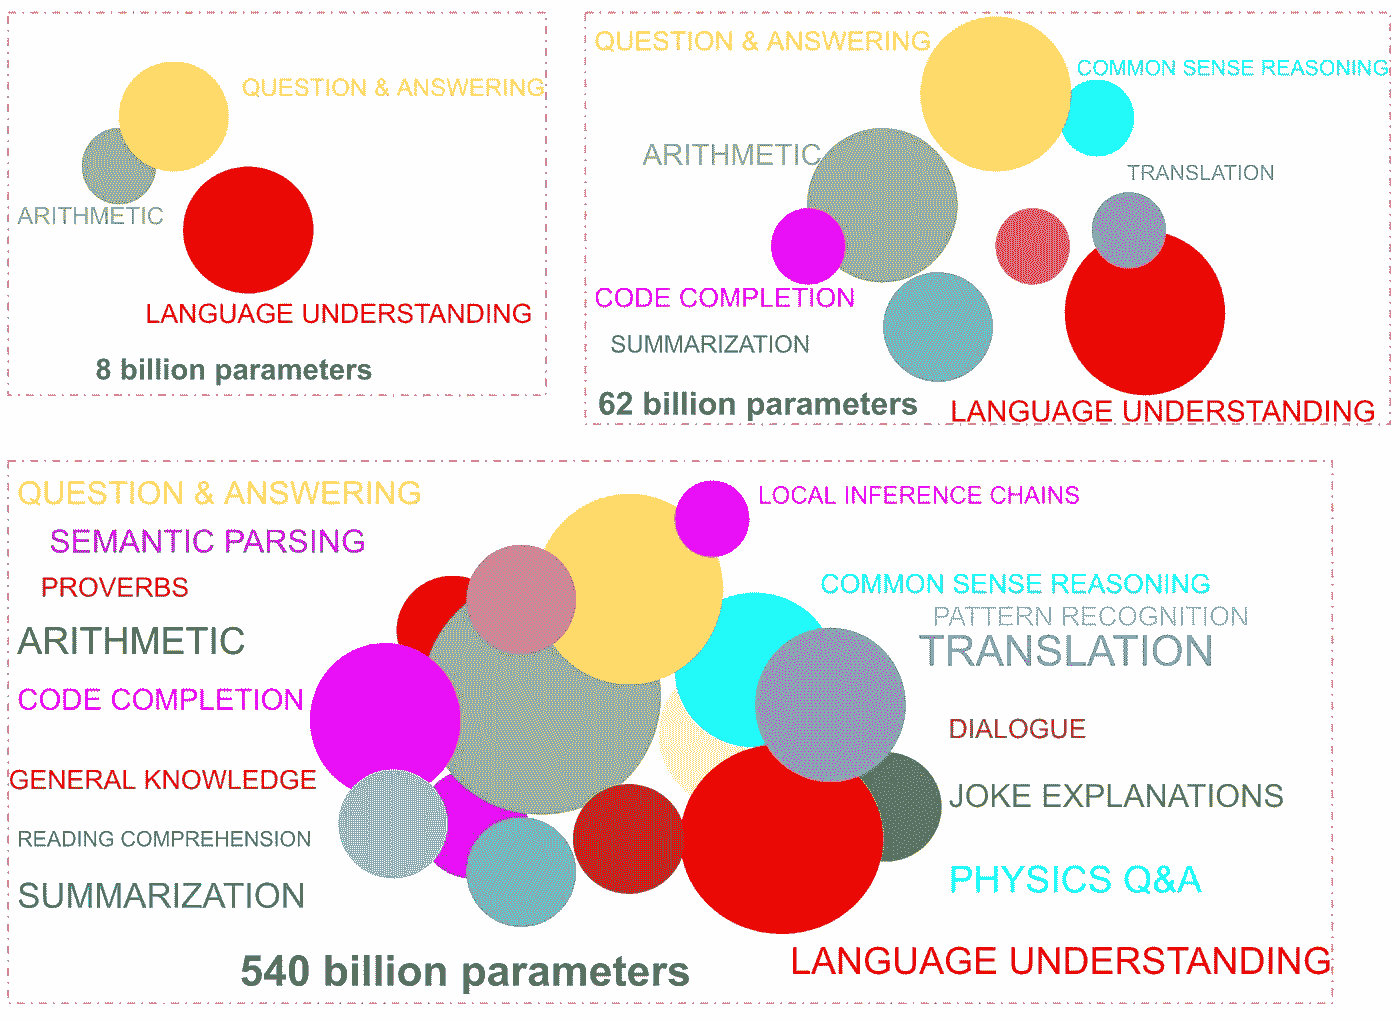 QUESTION & ANSWERING
ARITHMETIC
LANGUAGE UNDERSTANDING
8 billion parameters
QUESTION & ANSWERING
COMMON SENSE REASONING
ARITHMETIC
TRANSLATION
CODE COMPLETION
SUMMARIZATION
62 billion parameters
LANGUAGE UNDERSTANDING
QUESTION & ANSWERING
LOCAL INFERENCE CHAINS
SEMANTIC PARSING
PROVERBS
COMMON SENSE REASONING
PATTERN RECOGNITION
ARITHMETIC
TRANSLATION
CODE COMPLETION
DIALOGUE
GENERAL KNOWLEDGE
JOKE EXPLANATIONS
READING COMPREHENSION
PHYSICS Q&A
SUMMARIZATION
LANGUAGE UNDERSTANDING
540 billion parameters